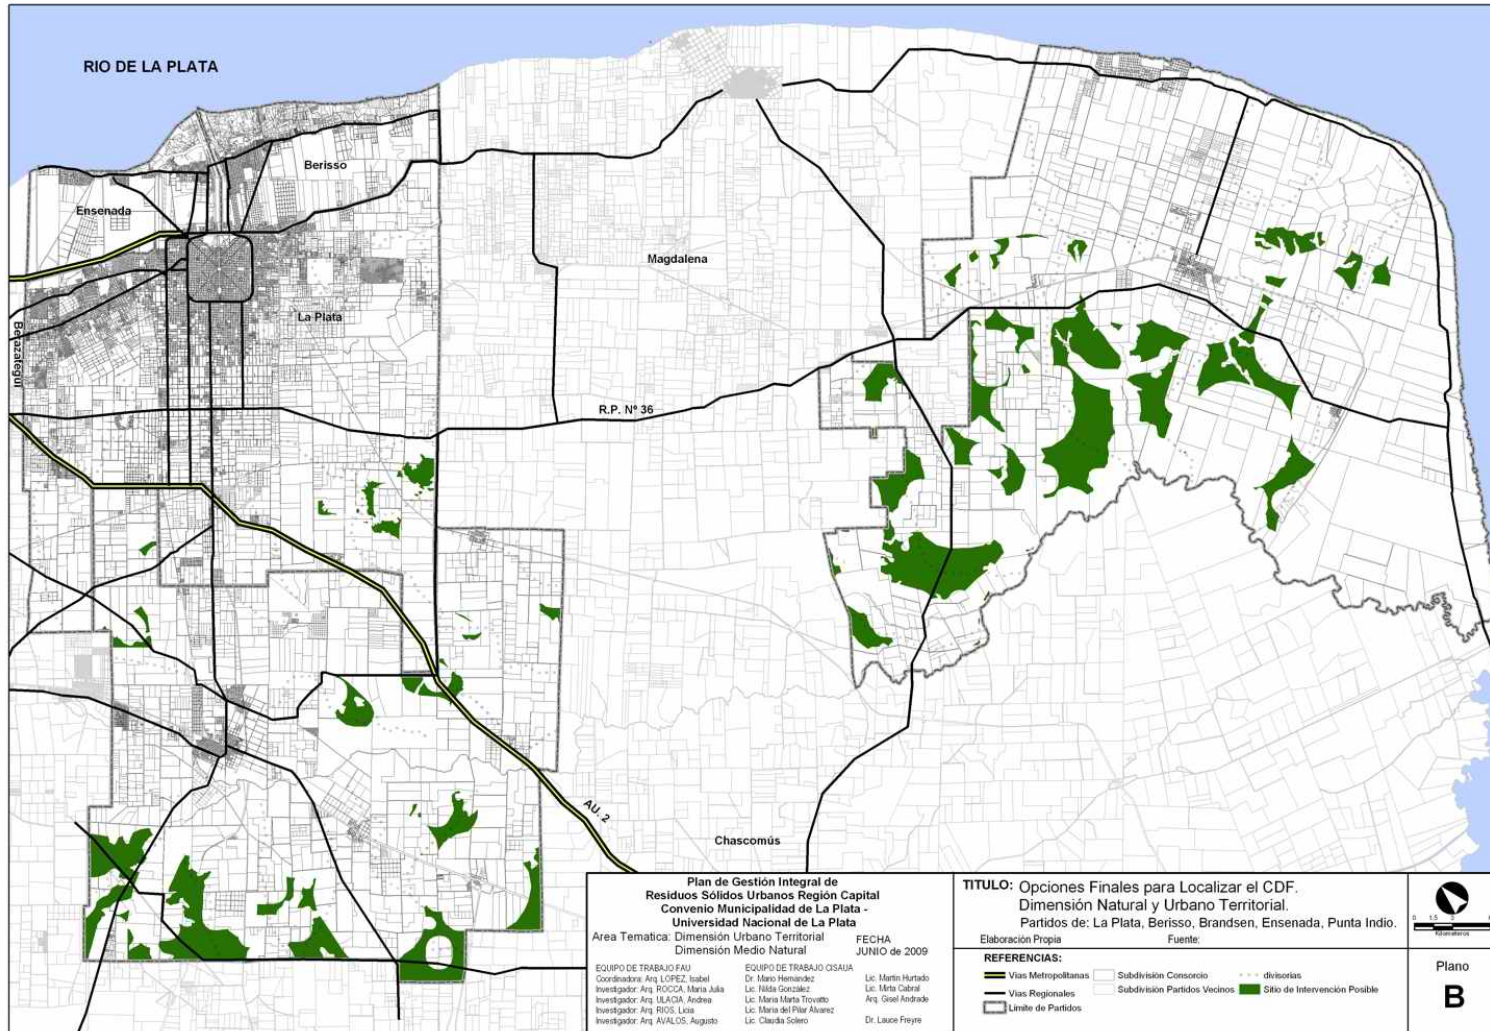 RIO DE LA PLATA
Berisso
Ensenada
Magdalena
La Plata
Berazategui
R.P. Nº 36
AU. 2
Chascomús
Plan de Gestión Integral de
Residuos Sólidos Urbanos Región Capital
Convenio Municipalidad de La Plata -
Universidad Nacional de La Plata
Area Tematica: Dimensión Urbano Territorial
Dimensión Medio Natural
FECHA
JUNIO de 2009
EQUIPO DE TRABAJO FAU
Coordinadora: Arq. LOPEZ, Isabel
Investigador: Arq. ROCCA, Maria Julia
Investigador: Arq. ULACIA, Andrea
Investigador: Arq. RIOS, Licia
Investigador: Arq. AVALOS, Augusto
EQUIPO DE TRABAJO CISAUA
Dr. Mario Hernández
Lic. Nilda González
Lic. Maria Marta Trovatto
Lic. Maria del Pilar Alvarez
Lic. Claudia Solero
Lic. Martin Hurtado
Lic. Mirta Cabral
Arq. Gisel Andrade
Dr. Lauce Freyre
TITULO: Opciones Finales para Localizar el CDF.
Dimensión Natural y Urbano Territorial.
Partidos de: La Plata, Berisso, Brandsen, Ensenada, Punta Indio.
Elaboración Propia Fuente:
REFERENCIAS:
Vias Metropolitanas
Vias Regionales
Límite de Partidos
Subdivisión Consorcio
Subdivisión Partidos Vecinos
divisorias
Sitio de Intervención Posible
Kilometeros
Plano
B